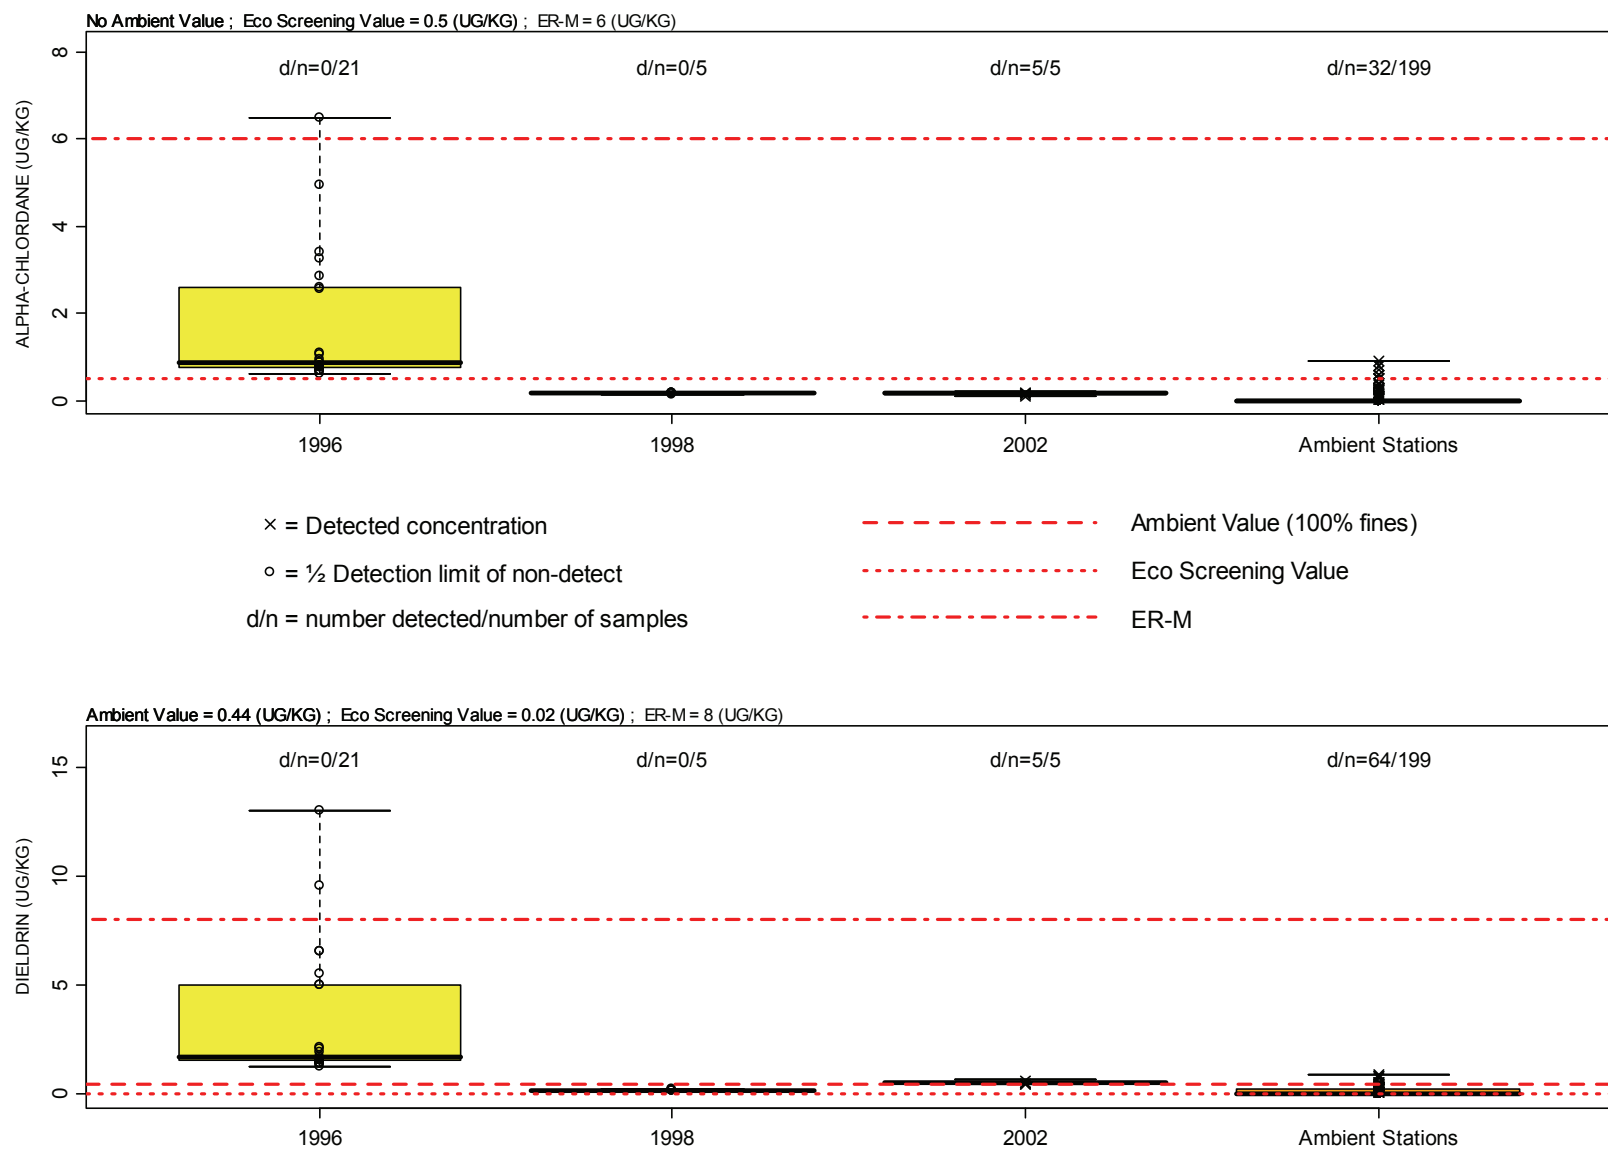 No Ambient Value ; Eco Screening Value = 0.5 (UG/KG) ; ER-M = 6 (UG/KG)
d/n=0/21 d/n=0/5 d/n=5/5 d/n=32/199
ALPHA-CHLORDANE (UG/KG)
8
6
4
2
0
1996 1998 2002 Ambient Stations
× = Detected concentration
○ = ½ Detection limit of non-detect
d/n = number detected/number of samples
Ambient Value (100% fines)
Eco Screening Value
ER-M
Ambient Value = 0.44 (UG/KG) ; Eco Screening Value = 0.02 (UG/KG) ; ER-M = 8 (UG/KG)
d/n=0/21 d/n=0/5 d/n=5/5 d/n=64/199
DIELDRIN (UG/KG)
15
10
5
0
1996 1998 2002 Ambient Stations